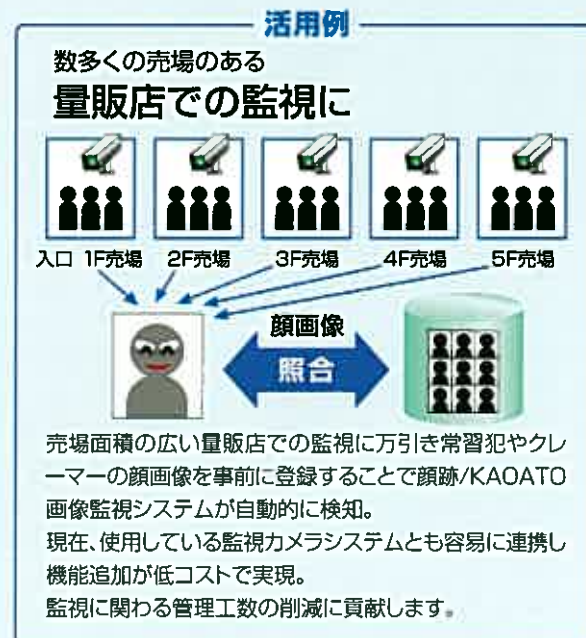 活用例
数多くの売場のある
量販店での監視に
入口 1F売場 2F売場 3F売場 4F売場 5F売場
顔画像
照合
売場面積の広い量販店での監視に万引き常習犯やクレ
ーマーの顔画像を事前に登録することで顔跡/KAOATO
画像監視システムが自動的に検知。
現在、使用している監視カメラシステムとも容易に連携し
機能追加が低コストで実現。
監視に関わる管理工数の削減に貢献します。